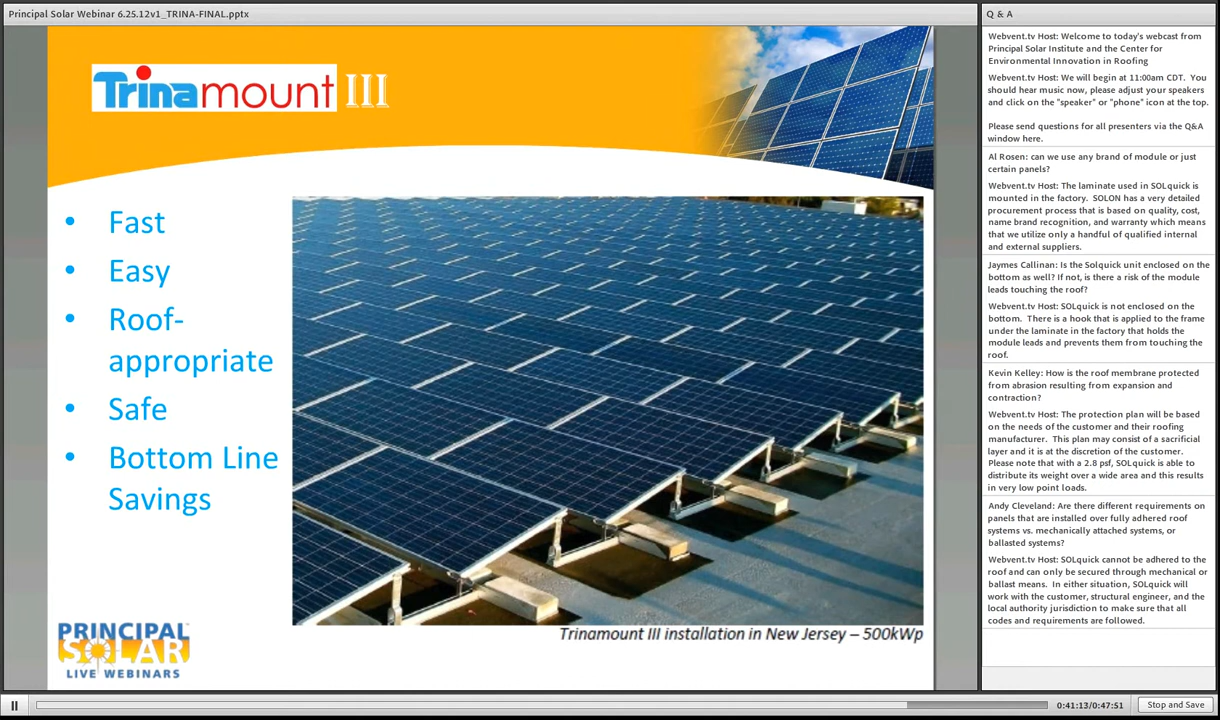 Principal Solar Webinar 6.25.12v1_TRINA-FINAL.pptx
Trinamount III
• Fast
• Easy
• Roof-
appropriate
• Safe
• Bottom Line
Savings
Trinamount III installation in New Jersey – 500kWp
PRINCIPAL
SOLAR
LIVE WEBINARS
Q & A
Webvent.tv Host: Welcome to today's webcast from
Principal Solar Institute and the Center for
Environmental Innovation in Roofing
Webvent.tv Host: We will begin at 11:00am CDT.  You
should hear music now, please adjust your speakers
and click on the "speaker" or "phone" icon at the top.
Please send questions for all presenters via the Q&A
window here.
Al Rosen: can we use any brand of module or just
certain panels?
Webvent.tv Host: The laminate used in SOLquick is
mounted in the factory.  SOLON has a very detailed
procurement process that is based on quality, cost,
name brand recognition, and warranty which means
that we utilize only a handful of qualified internal
and external suppliers.
Jaymes Callinan: Is the Solquick unit enclosed on the
bottom as well? If not, is there a risk of the module
leads touching the roof?
Webvent.tv Host: SOLquick is not enclosed on the
bottom.  There is a hook that is applied to the frame
under the laminate in the factory that holds the
module leads and prevents them from touching the
roof.
Kevin Kelley: How is the roof membrane protected
from abrasion resulting from expansion and
contraction?
Webvent.tv Host: The protection plan will be based
on the needs of the customer and their roofing
manufacturer.  This plan may consist of a sacrificial
layer and it is at the discretion of the customer.
Please note that with a 2.8 psf, SOLquick is able to
distribute its weight over a wide area and this results
in very low point loads.
Andy Cleveland: Are there different requirements on
panels that are installed over fully adhered roof
systems vs. mechanically attached systems, or
ballasted systems?
Webvent.tv Host: SOLquick cannot be adhered to the
roof and can only be secured through mechanical or
ballast means.  In either situation, SOLquick will
work with the customer, structural engineer, and the
local authority jurisdiction to make sure that all
codes and requirements are followed.
0:41:13/0:47:51
Stop and Save